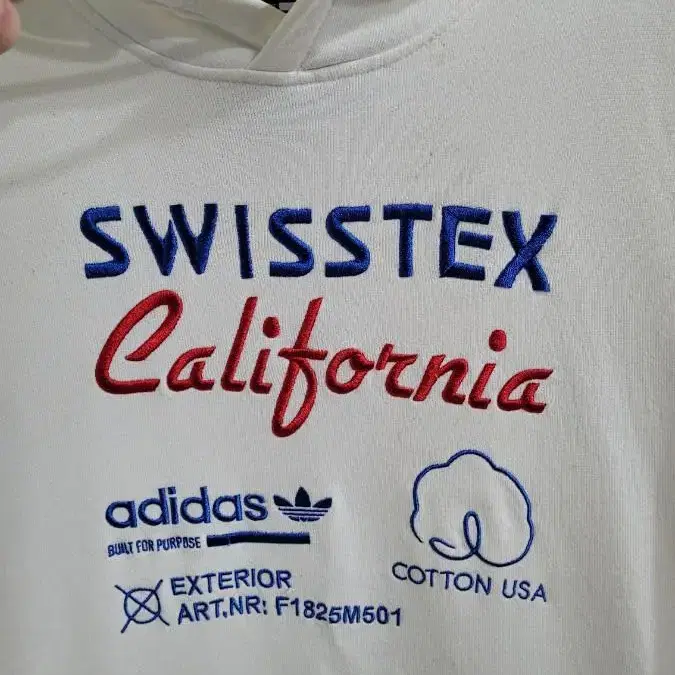 SWISSTEX
California
adidas
BUILT FOR PURPOSE
EXTERIOR
ART.NR: F1825M501
COTTON USA